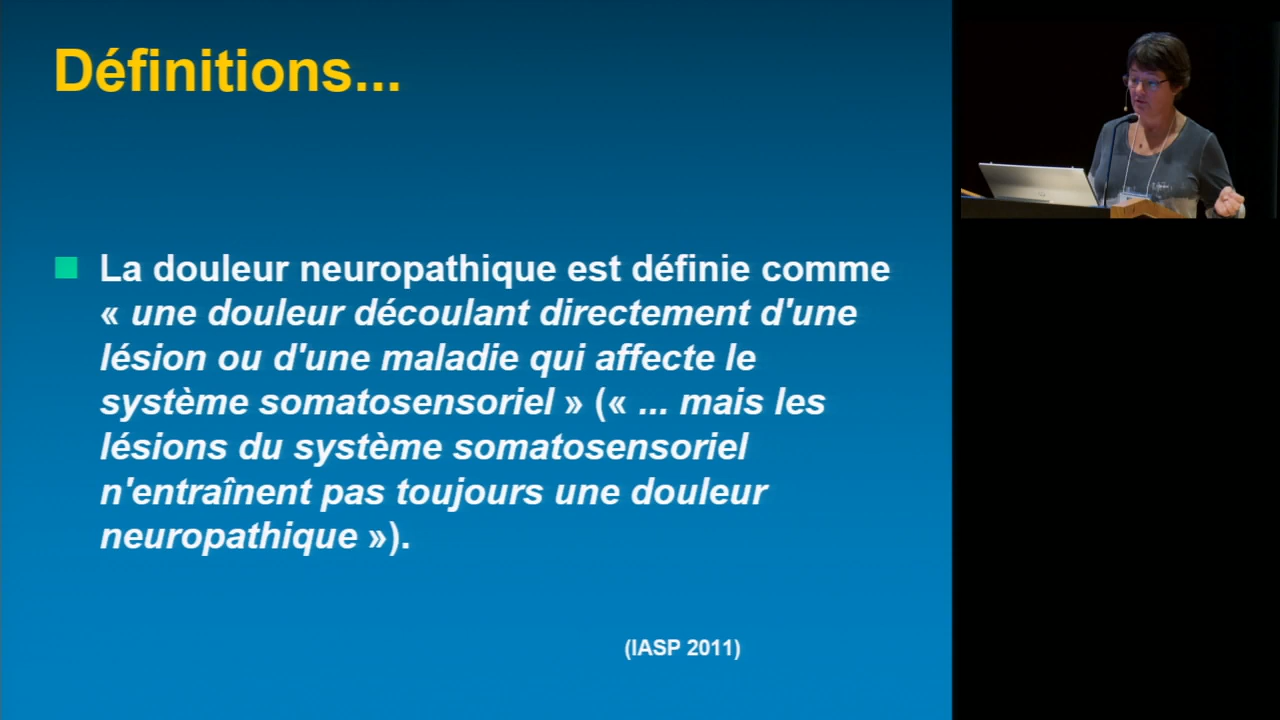 Définitions...
La douleur neuropathique est définie comme
« une douleur découlant directement d'une
lésion ou d'une maladie qui affecte le
système somatosensoriel » (« ... mais les
lésions du système somatosensoriel
n'entraînent pas toujours une douleur
neuropathique »).
(IASP 2011)